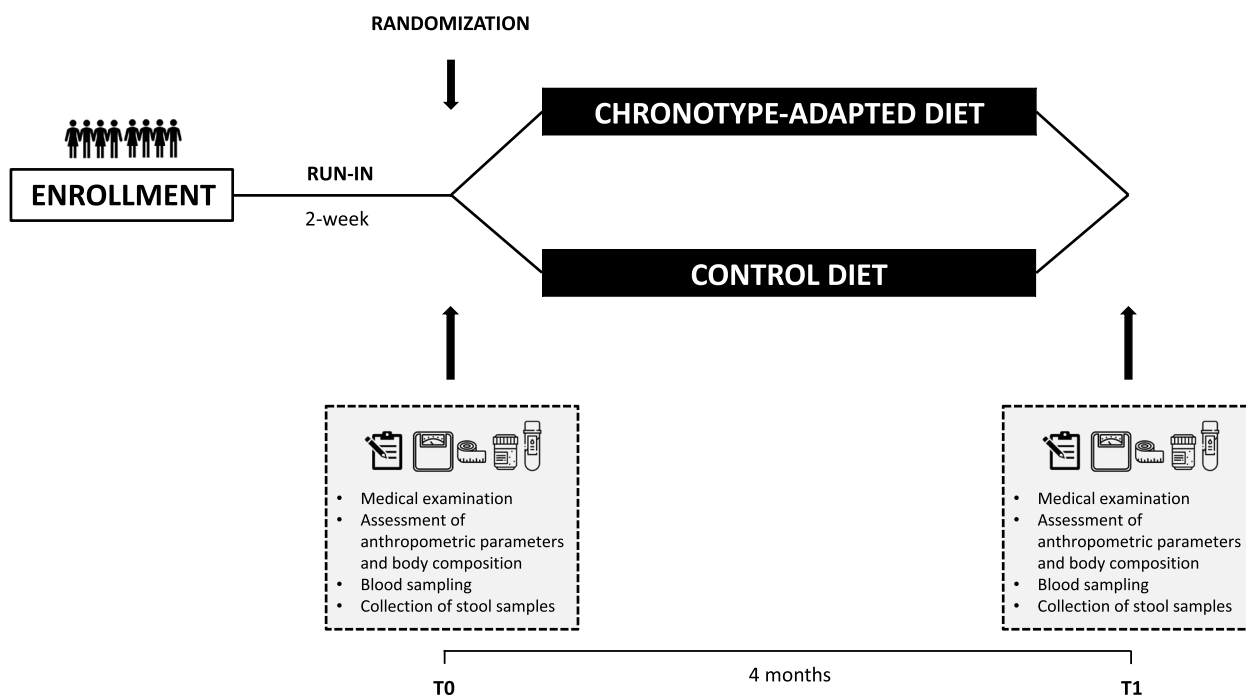 RANDOMIZATION
CHRONOTYPE-ADAPTED DIET
ENROLLMENT
RUN-IN
2-week
CONTROL DIET
• Medical examination
• Assessment of
anthropometric parameters
and body composition
• Blood sampling
• Collection of stool samples
• Medical examination
• Assessment of
anthropometric parameters
and body composition
• Blood sampling
• Collection of stool samples
4 months
T0
T1